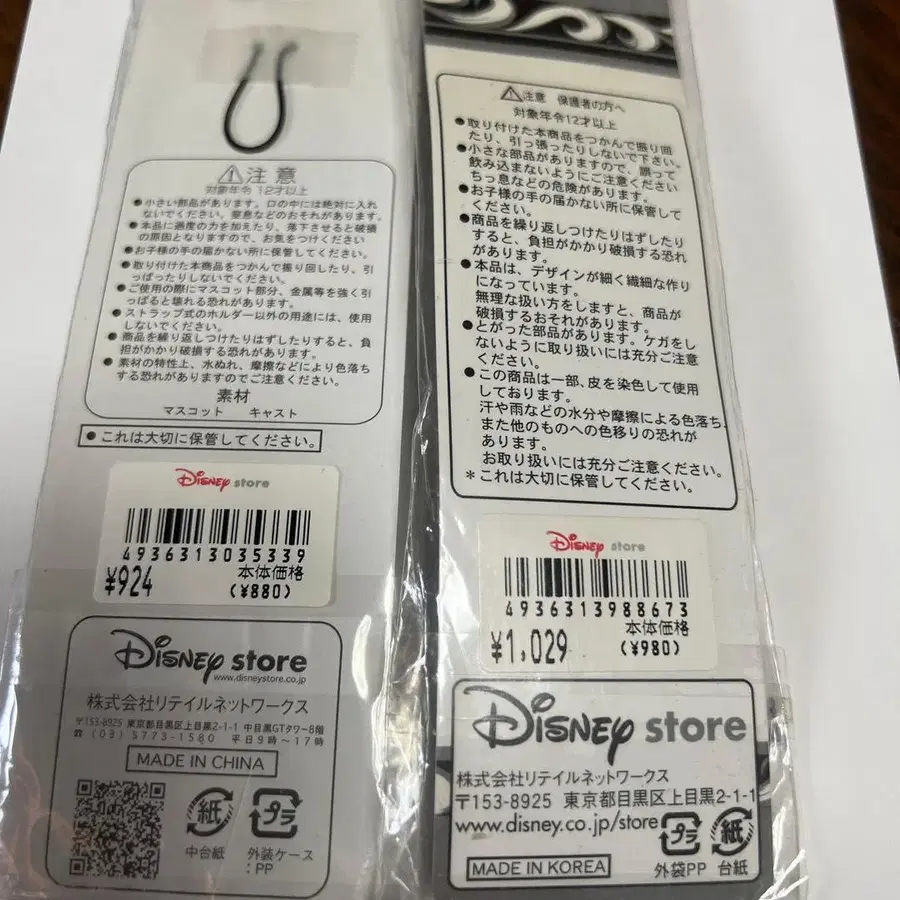 ⚠注意
対象年令12才以上
●小さい部品があります。口の中には絶対に入れ
ないでください。窒息などのおそれがあります。
●本品に過度の力を加えたり、落下させると破損
の原因となりますので、お気をつけください
●お子様の手の届かない所に保管してください。
●取り付けた本商品をつかんで振り回したり、引
っぱったりしないでください。
●ご使用の際にマスコット部分、金属等を強く引
っぱると壊れる恐れがあります。
●ストラップ式のホルダー以外の用途には、使用
しないでください。
●商品を繰り返しつけたりはずしたりすると、負
担がかかり破損する恐れがあります。
●素材の特性上、水ぬれ、摩擦などにより色落ち
する恐れがありますのでご注意ください。
素材
マスコット キャスト
●これは大切に保管してください。
Disney store
4936313035339
¥924 本体価格
(¥880)
Disney store
www.disneystore.co.jp
株式会社リテイルネットワークス
〒153-8925 東京都目黒区上目黒2-1-1 中目黒GTタワー8階
☎ (03) 5773-1580 平日9時〜17時
MADE IN CHINA
紙
中台紙
プラ
外装ケース
:PP
⚠注意 保護者の方へ
対象年令12才以上
●取り付けた本商品をつかんで振り回し
たり、引っ張ったりしないで下さい。
●小さな部品がありますので、誤って
飲み込まないようにご注意ください
ちっ息などの危険があります。
●お子様の手の届かない所に保管して
ください。
●商品を繰り返しつけたりはずしたり
すると、負担がかかり破損する恐れ
があります。
●本品は、デザインが細く繊細な作り
になっています。
無理な扱い方をしますと、商品が
破損するおそれがあります。
●とがった部品があります。ケガをし
ないように取り扱いには充分ご注意
ください。
●この商品は一部、皮を染色して使用
しております。
汗や雨などの水分や摩擦による色落ち、
また他のものへの色移りの恐れが
あります。
お取り扱いには充分ご注意ください。
*これは大切に保管してください。
Disney store
4936313988673
¥1,029 本体価格
(¥980)
Disney store
株式会社リテイルネットワークス
〒153-8925 東京都目黒区上目黒2-1-1
www.disney.co.jp/store
MADE IN KOREA
プラ
外袋PP
紙
台紙